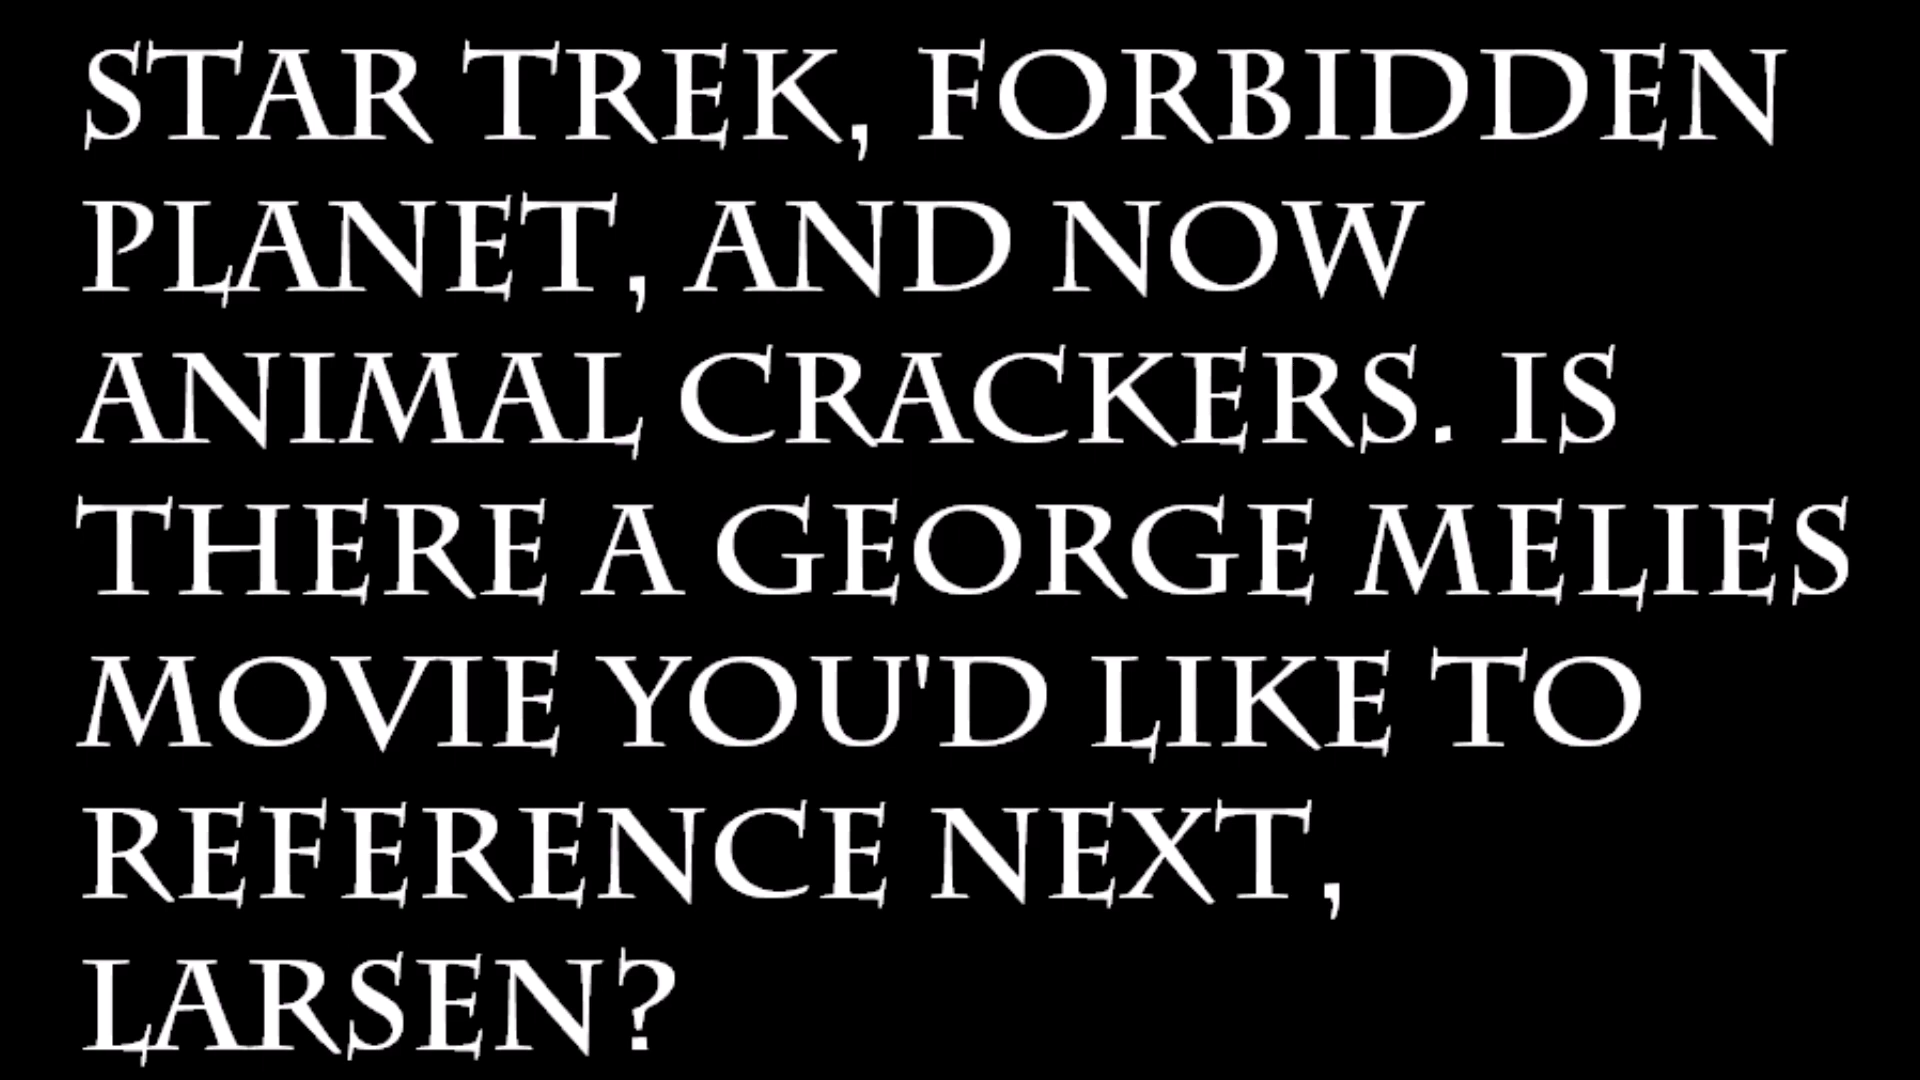 STAR TREK, FORBIDDEN
PLANET, AND NOW
ANIMAL CRACKERS. IS
THERE A GEORGE MELIES
MOVIE YOU'D LIKE TO
REFERENCE NEXT,
LARSEN?